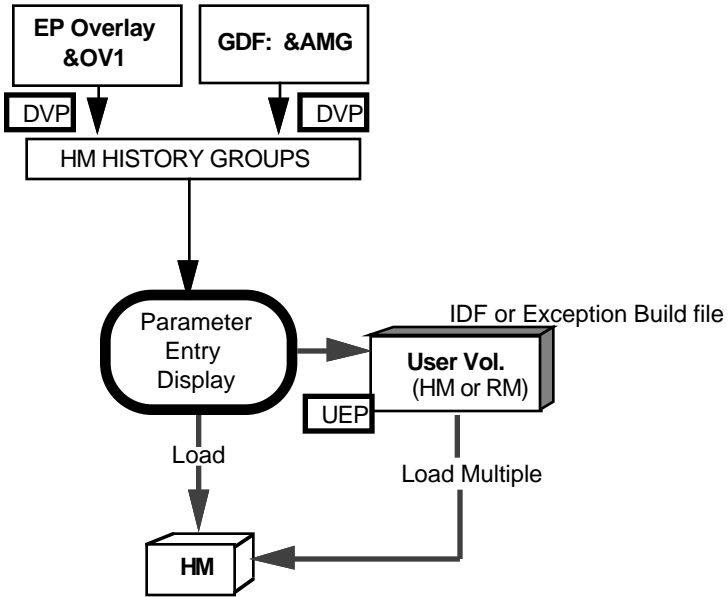 EP Overlay
&OV1
GDF: &AMG
DVP
DVP
HM HISTORY GROUPS
Parameter
Entry
Display
IDF or Exception Build file
User Vol.
(HM or RM)
UEP
Load
Load Multiple
HM